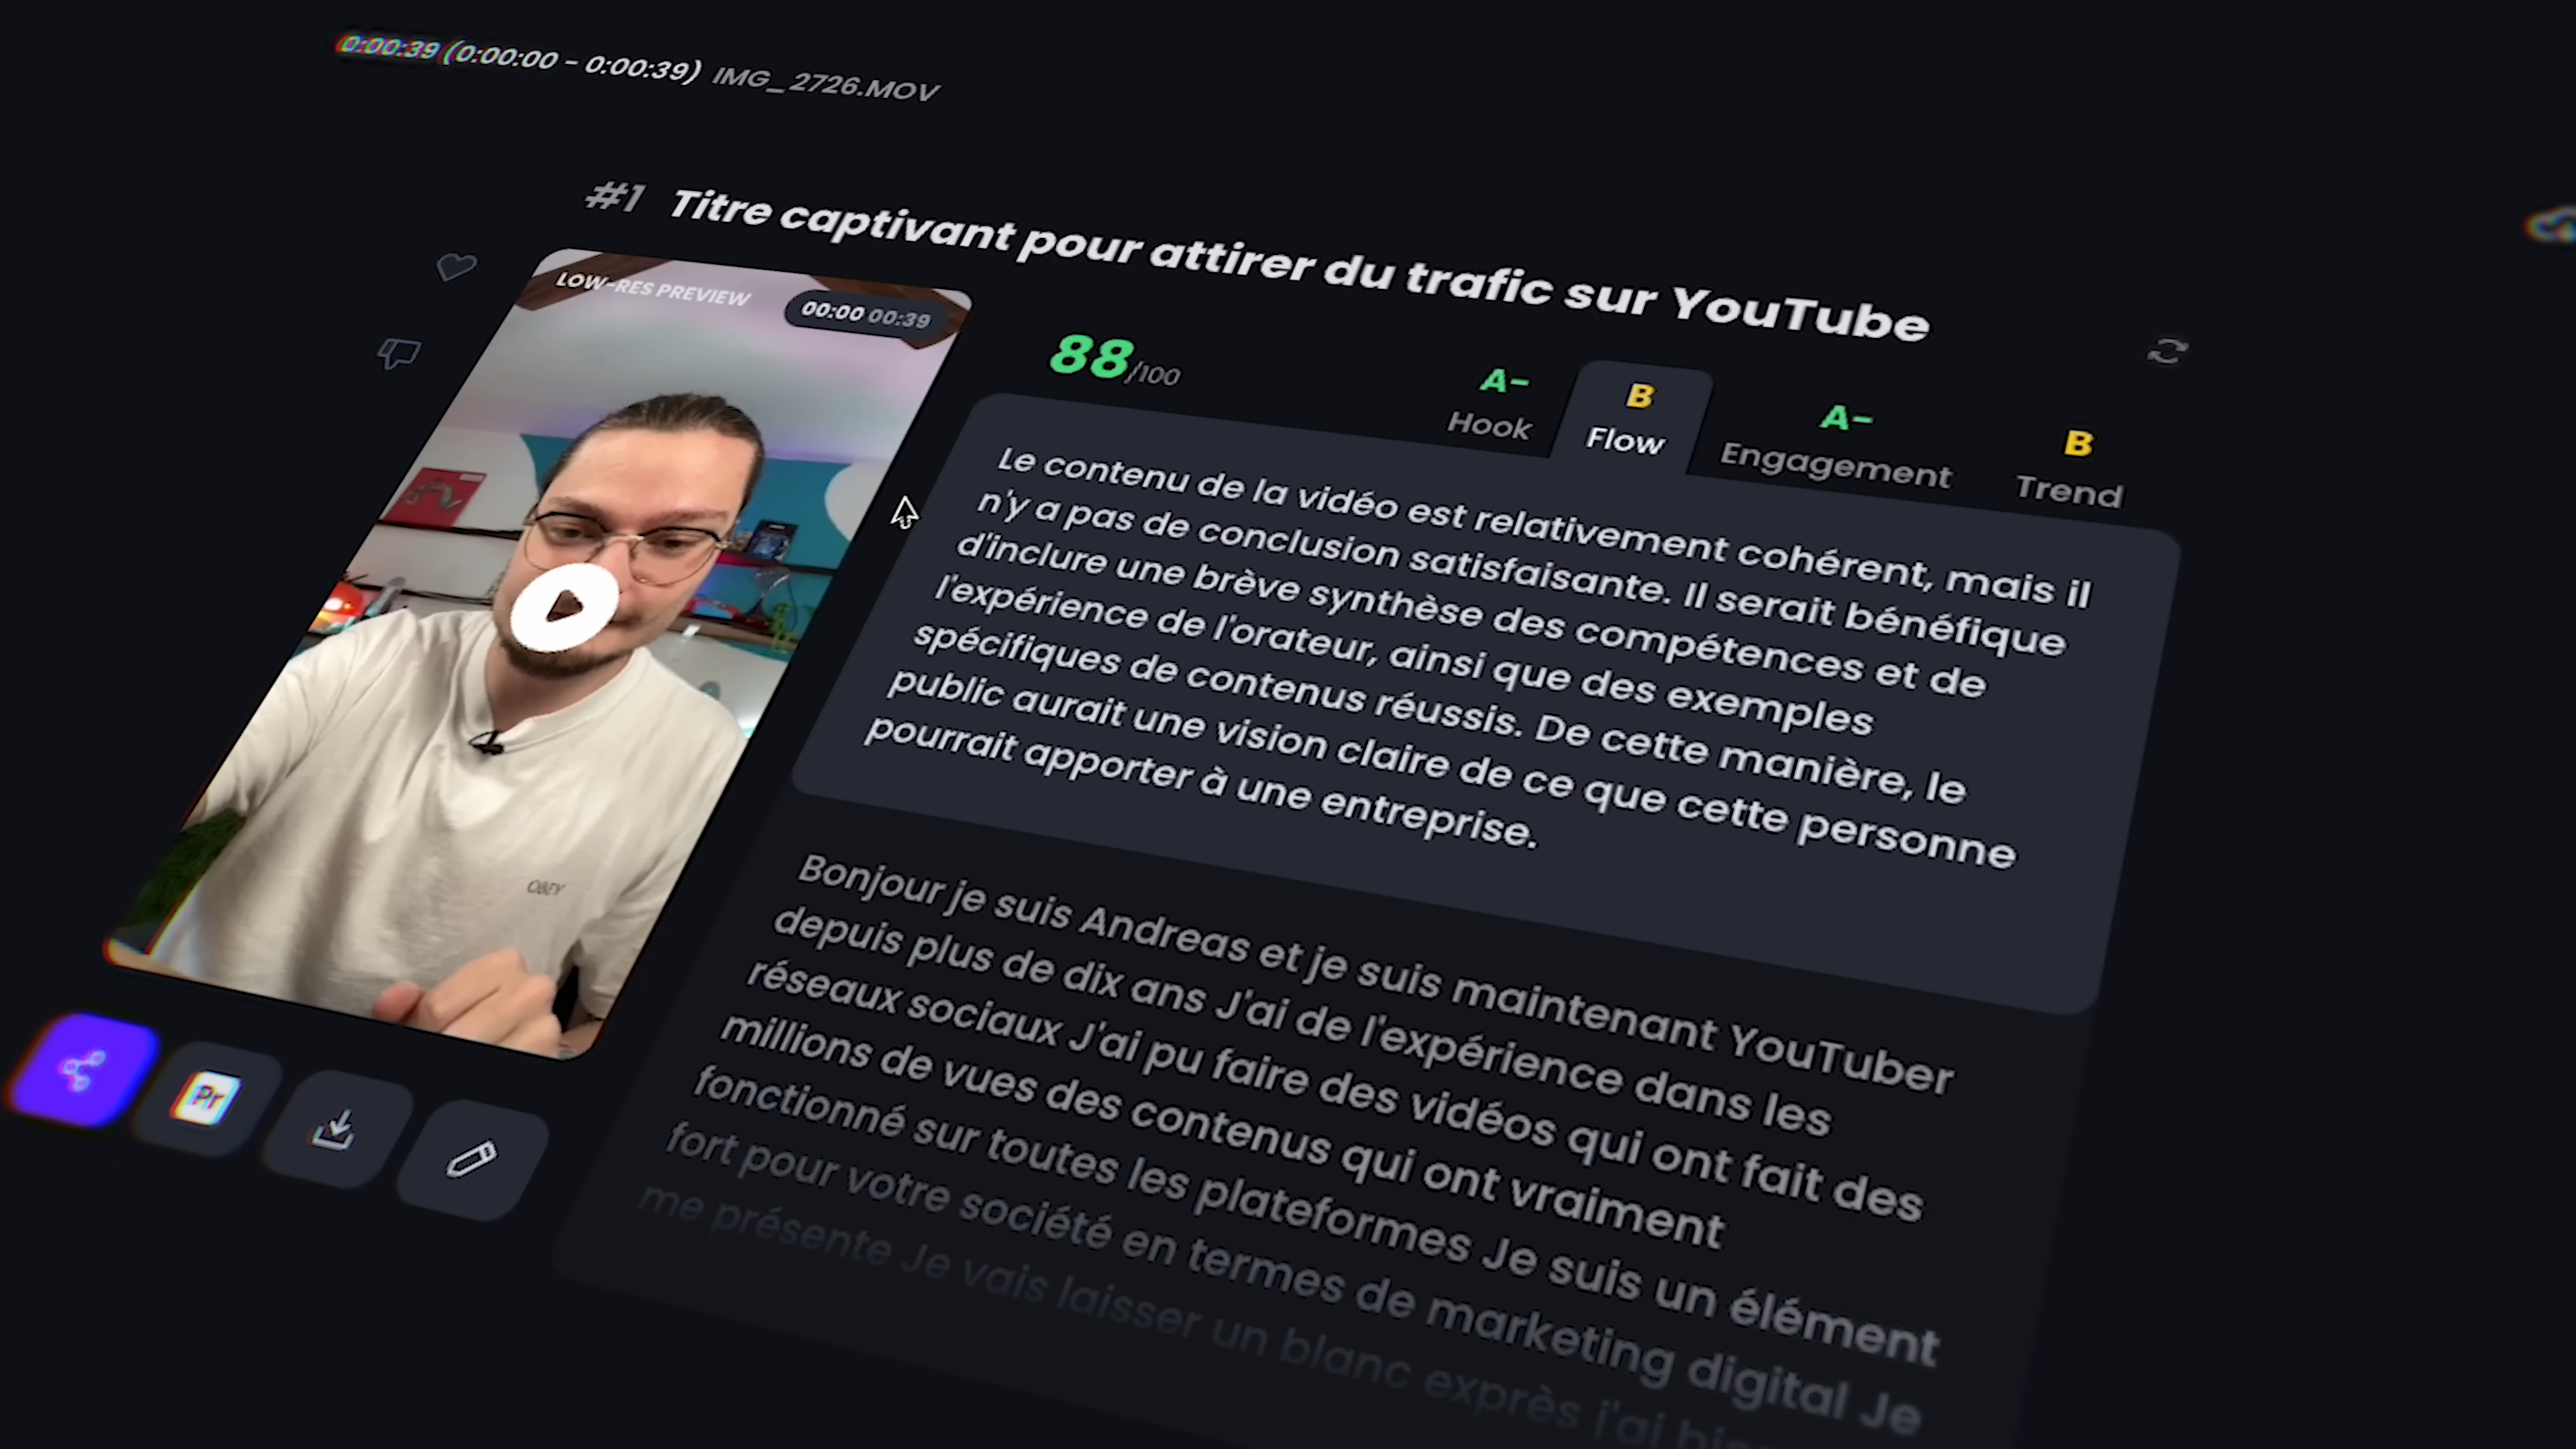 0:00:39 (0:00:00 - 0:00:39) IMG_2726.MOV
#1 Titre captivant pour attirer du trafic sur YouTube
LOW-RES PREVIEW
00:00 00:39
88/100
A- Hook
B Flow
A- Engagement
B Trend
Le contenu de la vidéo est relativement cohérent, mais il
n'y a pas de conclusion satisfaisante. Il serait bénéfique
d'inclure une brève synthèse des compétences et de
l'expérience de l'orateur, ainsi que des exemples
spécifiques de contenus réussis. De cette manière, le
public aurait une vision claire de ce que cette personne
pourrait apporter à une entreprise.
Bonjour je suis Andreas et je suis maintenant YouTuber
depuis plus de dix ans J'ai de l'expérience dans les
réseaux sociaux J'ai pu faire des vidéos qui ont fait des
millions de vues des contenus qui ont vraiment
fonctionné sur toutes les plateformes Je suis un élément
fort pour votre société en termes de marketing digital Je
me présente Je vais laisser un blanc exprès j'ai
OBEY
Pr